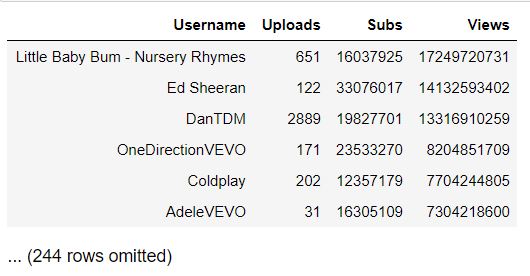 Username Uploads Subs Views
Little Baby Bum - Nursery Rhymes 651 16037925 17249720731
Ed Sheeran 122 33076017 14132593402
DanTDM 2889 19827701 13316910259
OneDirectionVEVO 171 23533270 8204851709
Coldplay 202 12357179 7704244805
AdeleVEVO 31 16305109 7304218600
... (244 rows omitted)